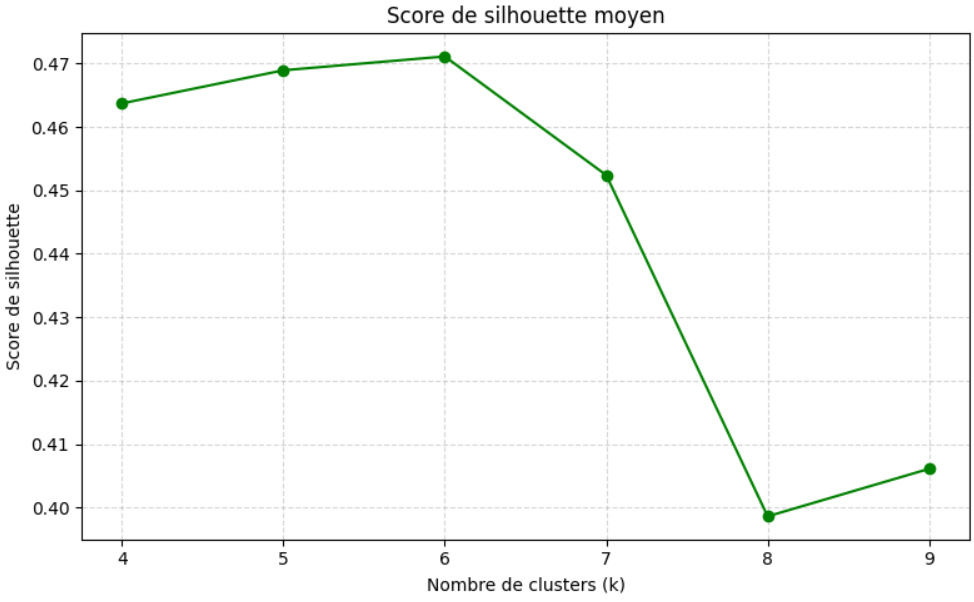 Score de silhouette moyen
Score de silhouette
0.47
0.46
0.45
0.44
0.43
0.42
0.41
0.40
4 5 6 7 8 9
Nombre de clusters (k)